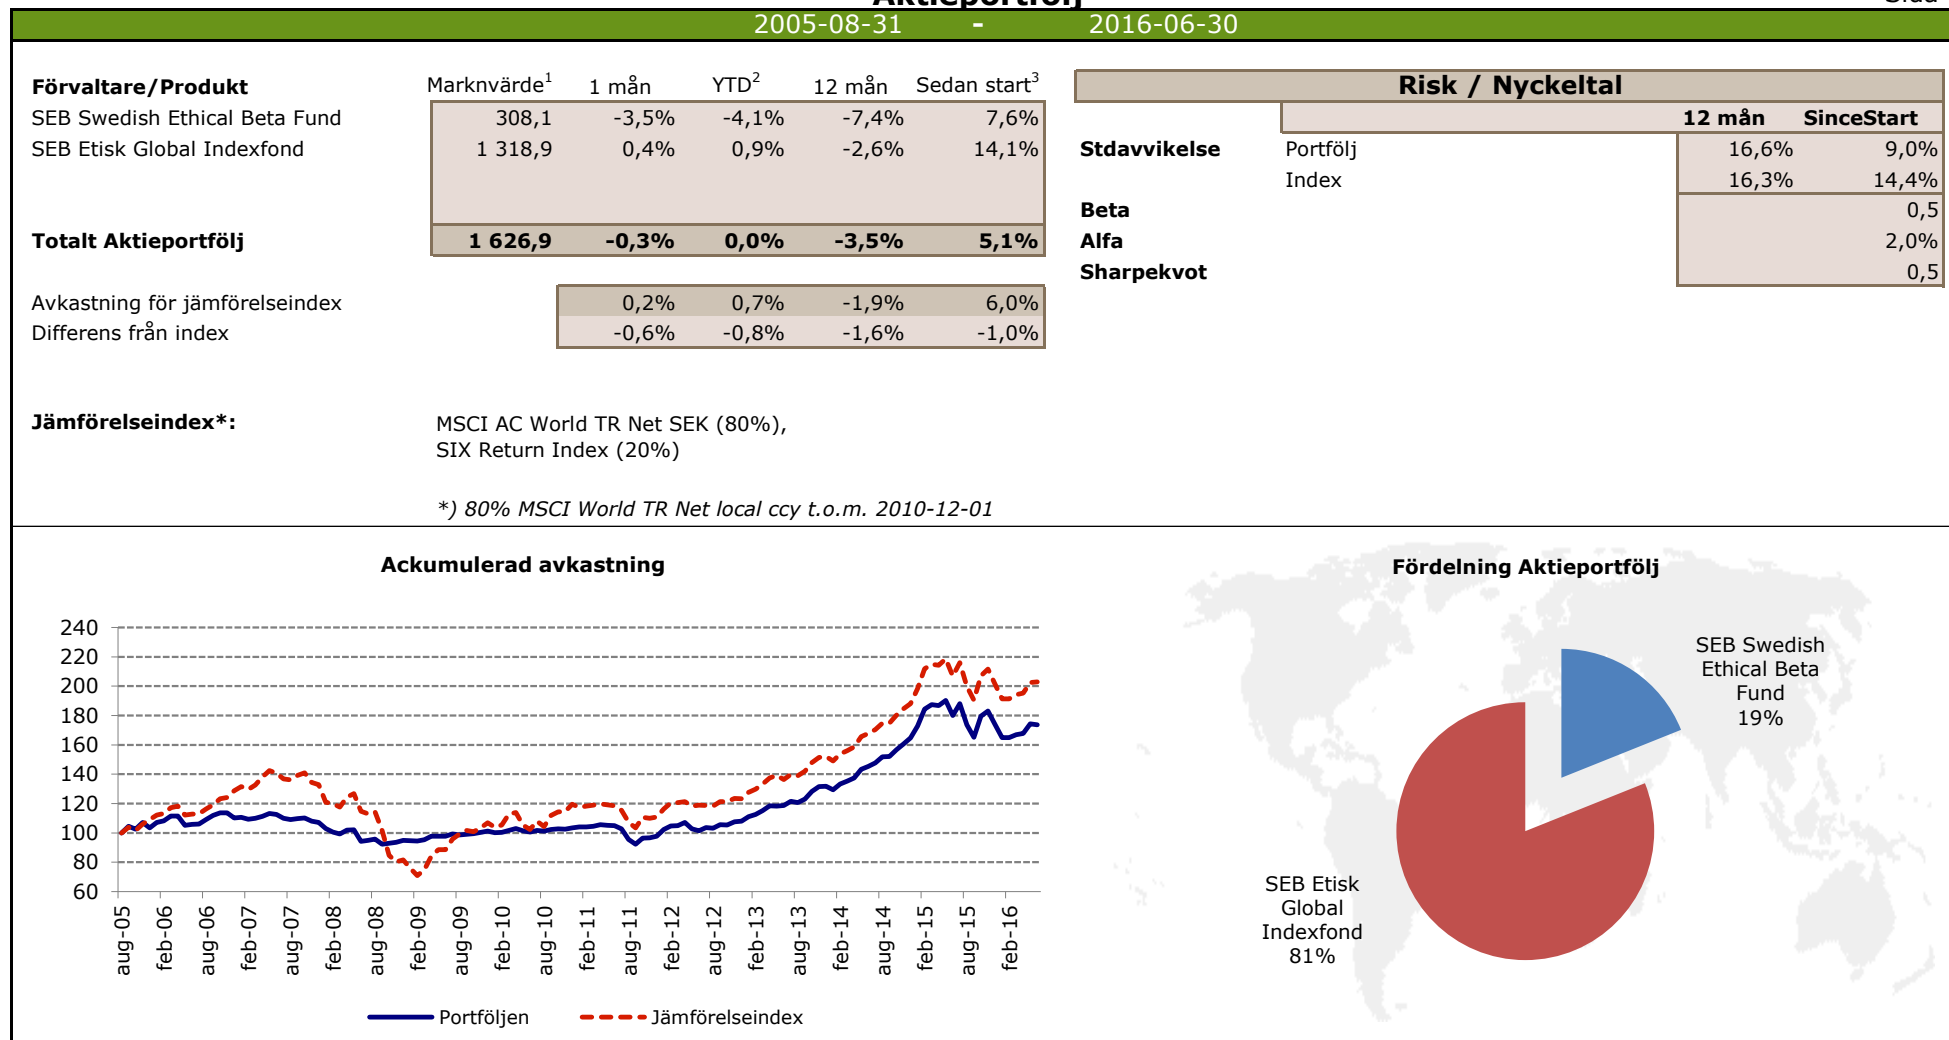 Aktieportfölj
2005-08-31 - 2016-06-30
Förvaltare/Produkt Marknvärde1 1 mån YTD2 12 mån Sedan start3
SEB Swedish Ethical Beta Fund 308,1 -3,5% -4,1% -7,4% 7,6%
SEB Etisk Global Indexfond 1 318,9 0,4% 0,9% -2,6% 14,1%
Totalt Aktieportfölj 1 626,9 -0,3% 0,0% -3,5% 5,1%
Avkastning för jämförelseindex 0,2% 0,7% -1,9% 6,0%
Differens från index -0,6% -0,8% -1,6% -1,0%
Risk / Nyckeltal
12 mån SinceStart
Stdavvikelse Portfölj 16,6% 9,0%
Index 16,3% 14,4%
Beta 0,5
Alfa 2,0%
Sharpekvot 0,5
Jämförelseindex*: MSCI AC World TR Net SEK (80%),
SIX Return Index (20%)
*) 80% MSCI World TR Net local ccy t.o.m. 2010-12-01
Ackumulerad avkastning
240
220
200
180
160
140
120
100
80
60
aug-05
feb-06
aug-06
feb-07
aug-07
feb-08
aug-08
feb-09
aug-09
feb-10
aug-10
feb-11
aug-11
feb-12
aug-12
feb-13
aug-13
feb-14
aug-14
feb-15
aug-15
feb-16
Portföljen Jämförelseindex
Fördelning Aktieportfölj
SEB Swedish
Ethical Beta
Fund
19%
SEB Etisk
Global
Indexfond
81%